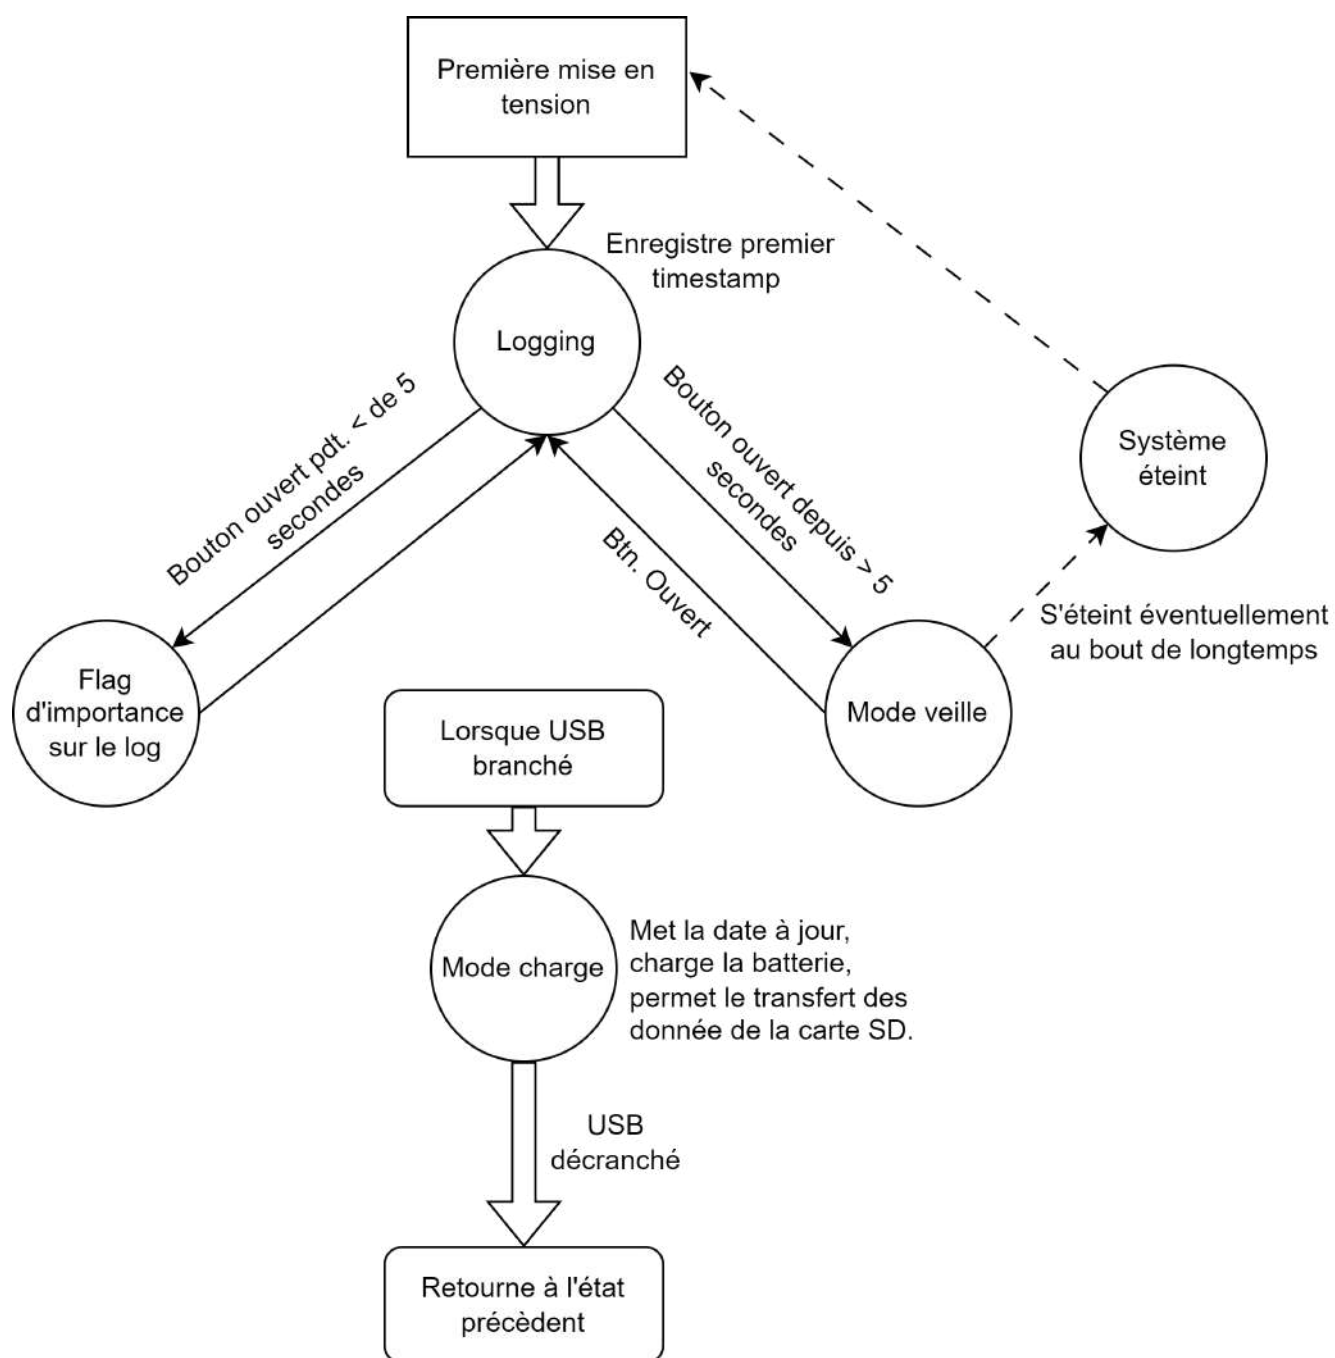 Première mise en
tension
Enregistre premier
timestamp
Logging
Bouton ouvert pdt. < de 5
secondes
Bouton ouvert depuis > 5
secondes
Btn. Ouvert
Système
éteint
S'éteint éventuellement
au bout de longtemps
Flag
d'importance
sur le log
Mode veille
Lorsque USB
branché
Mode charge
Met la date à jour,
charge la batterie,
permet le transfert des
donnée de la carte SD.
USB
décranché
Retourne à l'état
précèdent